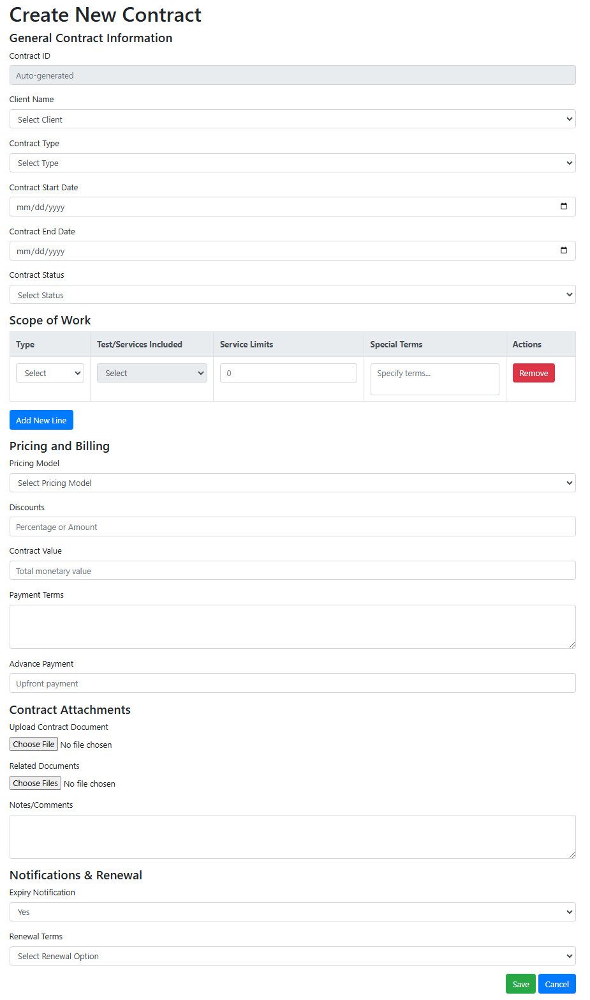 Create New Contract
General Contract Information
Contract ID
Auto-generated
Client Name
Select Client
Contract Type
Select Type
Contract Start Date
mm/dd/yyyy
Contract End Date
mm/dd/yyyy
Contract Status
Select Status
Scope of Work
Type Test/Services Included Service Limits Special Terms Actions
Select Select 0 Specify terms... Remove
Add New Line
Pricing and Billing
Pricing Model
Select Pricing Model
Discounts
Percentage or Amount
Contract Value
Total monetary value
Payment Terms
Advance Payment
Upfront payment
Contract Attachments
Upload Contract Document
Choose File No file chosen
Related Documents
Choose Files No file chosen
Notes/Comments
Notifications & Renewal
Expiry Notification
Yes
Renewal Terms
Select Renewal Option
Save Cancel